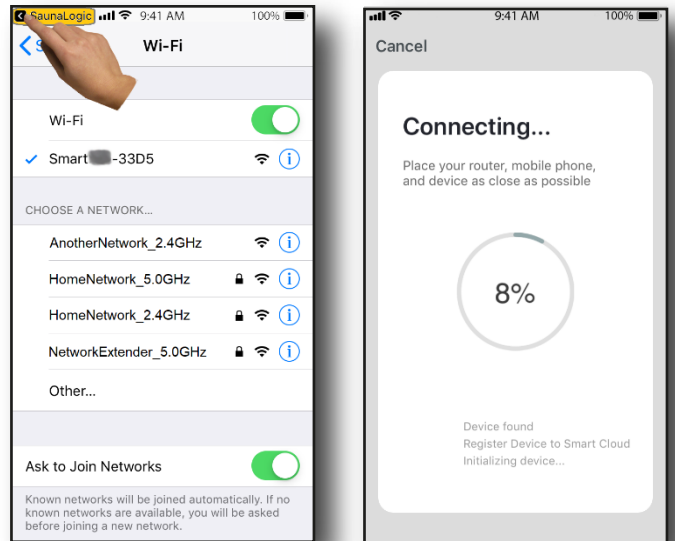 SaunaLogic 9:41 AM 100%
Wi-Fi
Wi-Fi
Smart -33D5
CHOOSE A NETWORK...
AnotherNetwork_2.4GHz
HomeNetwork_5.0GHz
HomeNetwork_2.4GHz
NetworkExtender_5.0GHz
Other...
Ask to Join Networks
Known networks will be joined automatically. If no
known networks are available, you will be asked
before joining a new network.
9:41 AM 100%
Cancel
Connecting...
Place your router, mobile phone,
and device as close as possible
8%
Device found
Register Device to Smart Cloud
Initializing device...